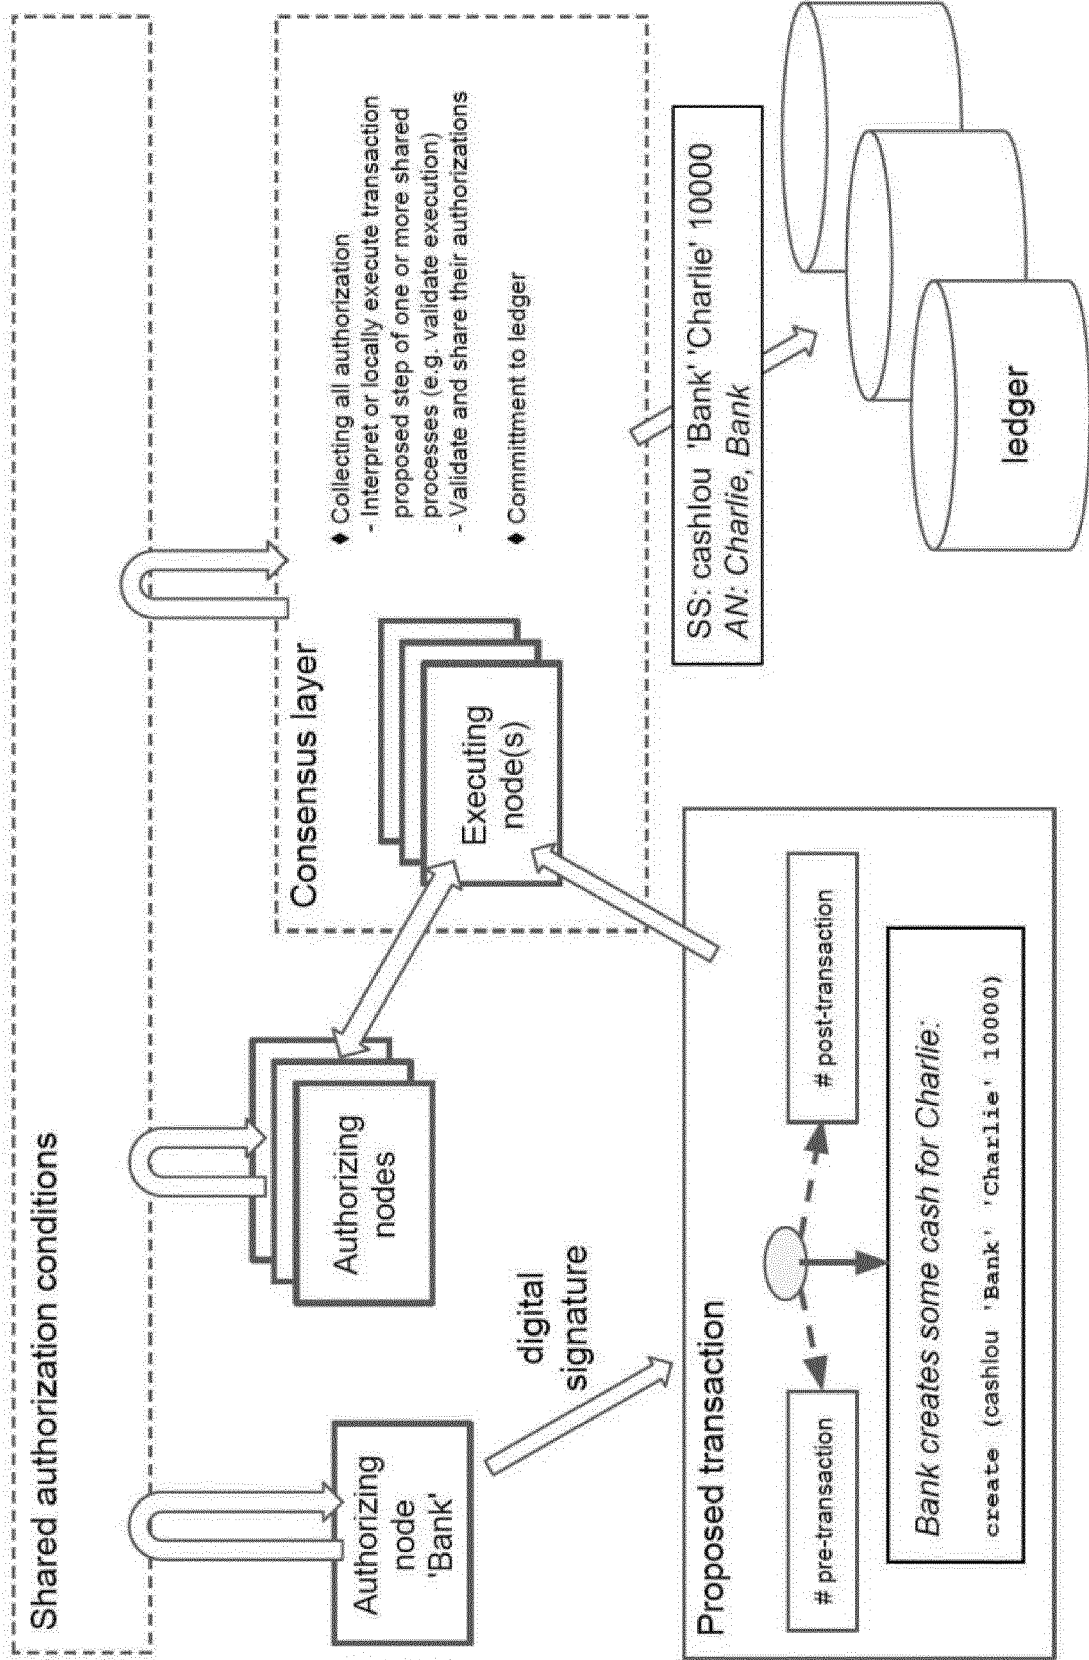 Shared authorization conditions
Authorizing
node
'Bank'
Authorizing
nodes
digital
signature
Consensus layer
Executing
node(s)
♦ Collecting all authorization
- Interpret or locally execute transaction
proposed step of one or more shared
processes (e.g. validate execution)
- Validate and share their authorizations
♦ Committment to ledger
Proposed transaction
# pre-transaction
# post-transaction
Bank creates some cash for Charlie:
create (cashlou 'Bank' 'Charlie' 10000)
SS: cashlou 'Bank' 'Charlie' 10000
AN: Charlie, Bank
ledger